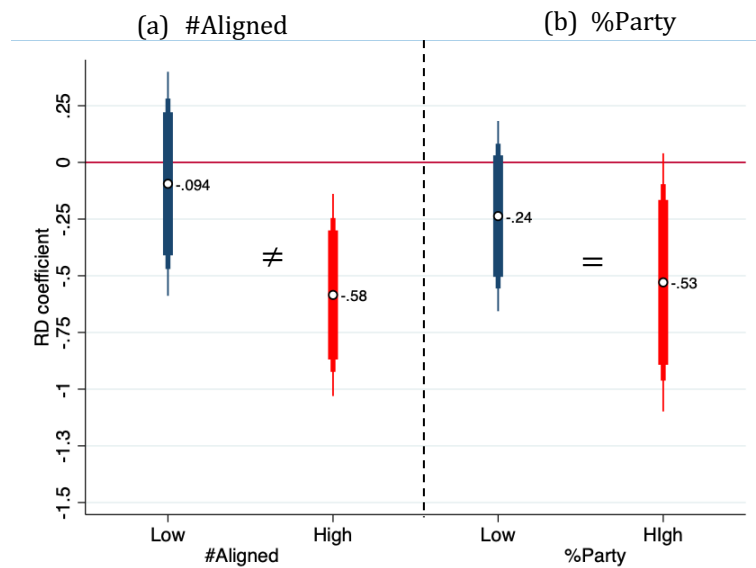 (a) #Aligned
(b) %Party
RD coefficient
.25
0
-.25
-.5
-.75
-1
-1.3
-1.5
-.094
≠
-.58
-.24
=
-.53
Low
High
#Aligned
Low
HIgh
%Party